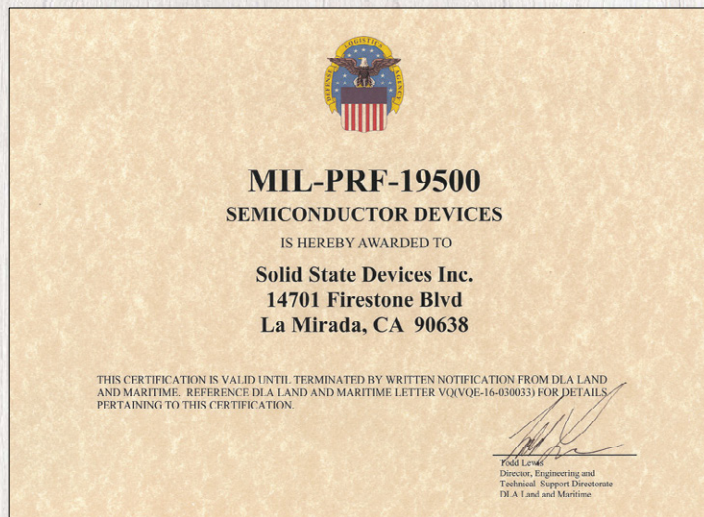 DEFENSE LOGISTICS AGENCY
MIL-PRF-19500
SEMICONDUCTOR DEVICES
IS HEREBY AWARDED TO
Solid State Devices Inc.
14701 Firestone Blvd
La Mirada, CA  90638
THIS CERTIFICATION IS VALID UNTIL TERMINATED BY WRITTEN NOTIFICATION FROM DLA LAND
AND MARITIME.  REFERENCE DLA LAND AND MARITIME LETTER VQ(VQE-16-030033) FOR DETAILS
PERTAINING TO THIS CERTIFICATION.
Todd Lewis
Director, Engineering and
Technical  Support Directorate
DLA Land and Maritime